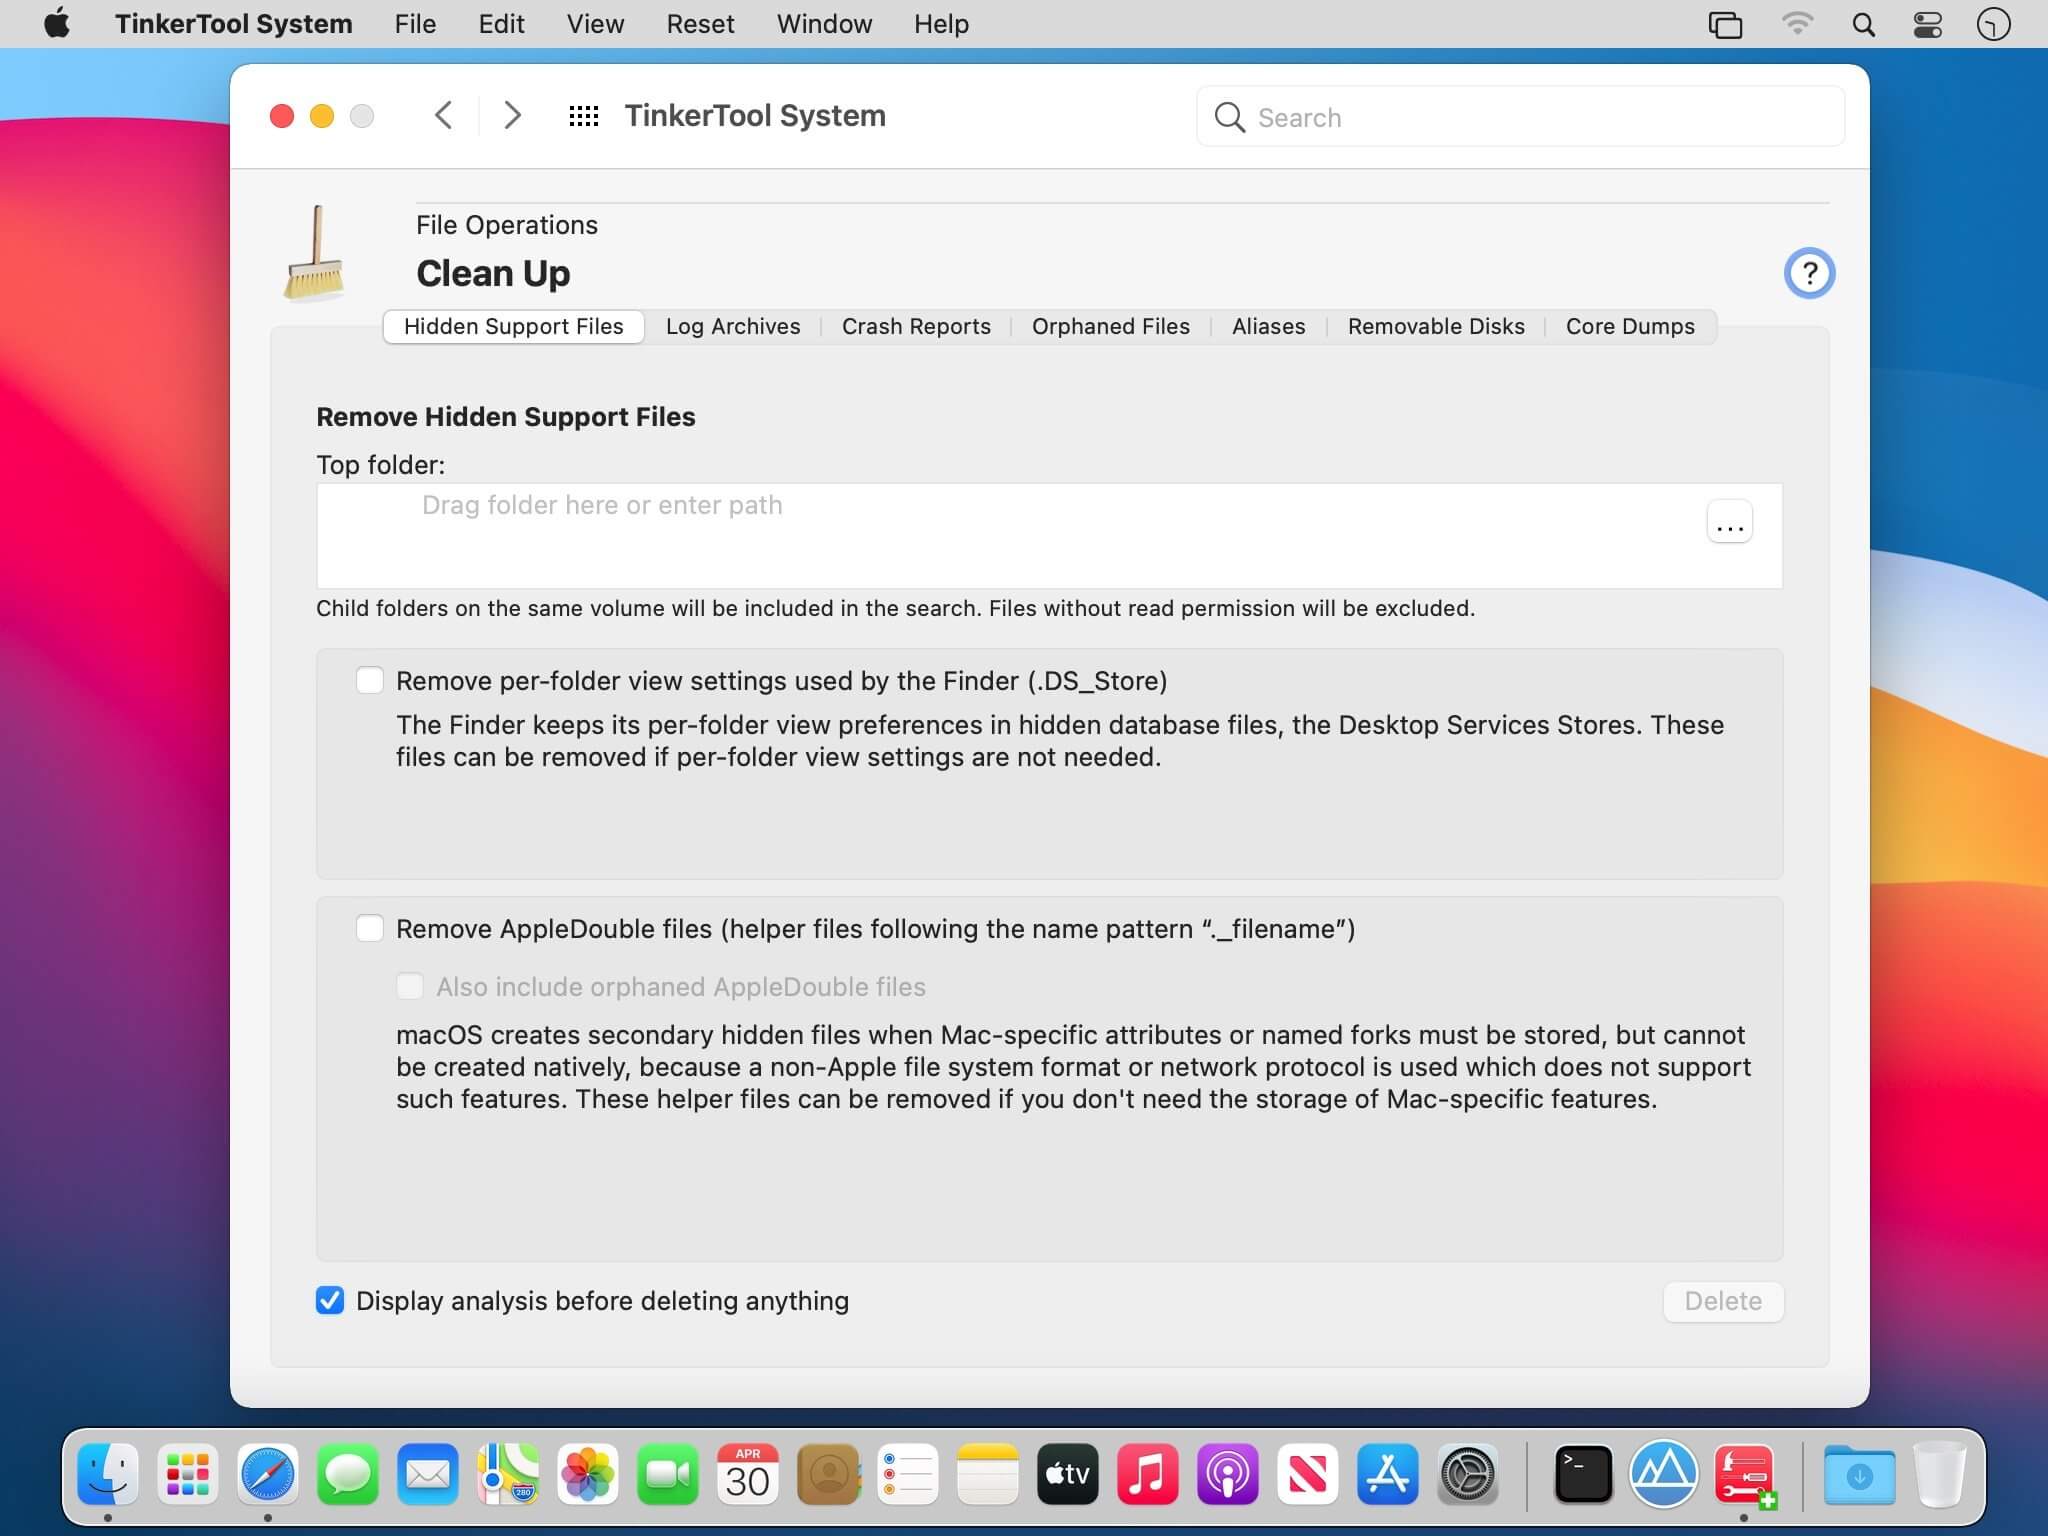 TinkerTool System File Edit View Reset Window Help
TinkerTool System
Search
File Operations
Clean Up
?
Hidden Support Files Log Archives Crash Reports Orphaned Files Aliases Removable Disks Core Dumps
Remove Hidden Support Files
Top folder:
Drag folder here or enter path
...
Child folders on the same volume will be included in the search. Files without read permission will be excluded.
Remove per-folder view settings used by the Finder (.DS_Store)
The Finder keeps its per-folder view preferences in hidden database files, the Desktop Services Stores. These
files can be removed if per-folder view settings are not needed.
Remove AppleDouble files (helper files following the name pattern “._filename”)
Also include orphaned AppleDouble files
macOS creates secondary hidden files when Mac-specific attributes or named forks must be stored, but cannot
be created natively, because a non-Apple file system format or network protocol is used which does not support
such features. These helper files can be removed if you don't need the storage of Mac-specific features.
Display analysis before deleting anything
Delete
280
APR
30
tv
>_